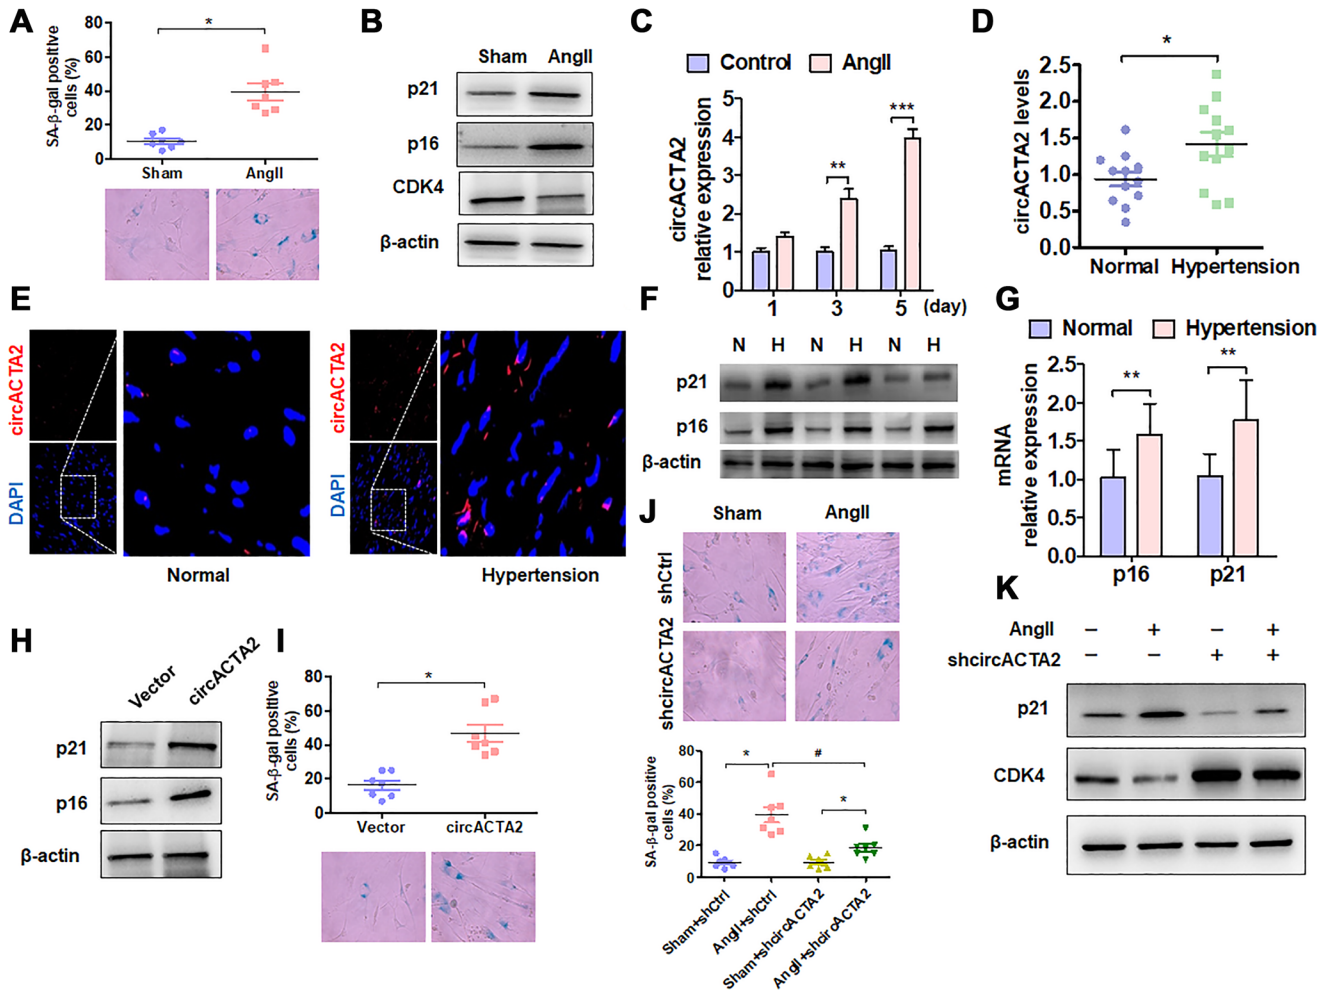 A
SA-β-gal positive
cells (%)
80
60
40
20
0
*
Sham
AngII
B
Sham
AngII
p21
p16
CDK4
β-actin
C
Control
AngII
circACTA2
relative expression
5
4
3
2
1
0
**
***
1
3
5
(day)
D
circACTA2 levels
2.5
2.0
1.5
1.0
0.5
0.0
*
Normal
Hypertension
E
circACTA2
DAPI
Normal
circACTA2
DAPI
Hypertension
F
N
H
N
H
N
H
p21
p16
β-actin
G
Normal
Hypertension
mRNA
relative expression
2.5
2.0
1.5
1.0
0.5
0.0
**
**
p16
p21
H
Vector
circACTA2
p21
p16
β-actin
I
SA-β-gal positive
cells (%)
80
60
40
20
0
*
Vector
circACTA2
J
Sham
AngII
shCtrl
shcircACTA2
SA-β-gal positive
cells (%)
80
60
40
20
0
*
#
*
Sham+shCtrl
AngII+shCtrl
Sham+shcircACTA2
AngII+shcircACTA2
K
AngII − + − +
shcircACTA2 − − + +
p21
CDK4
β-actin